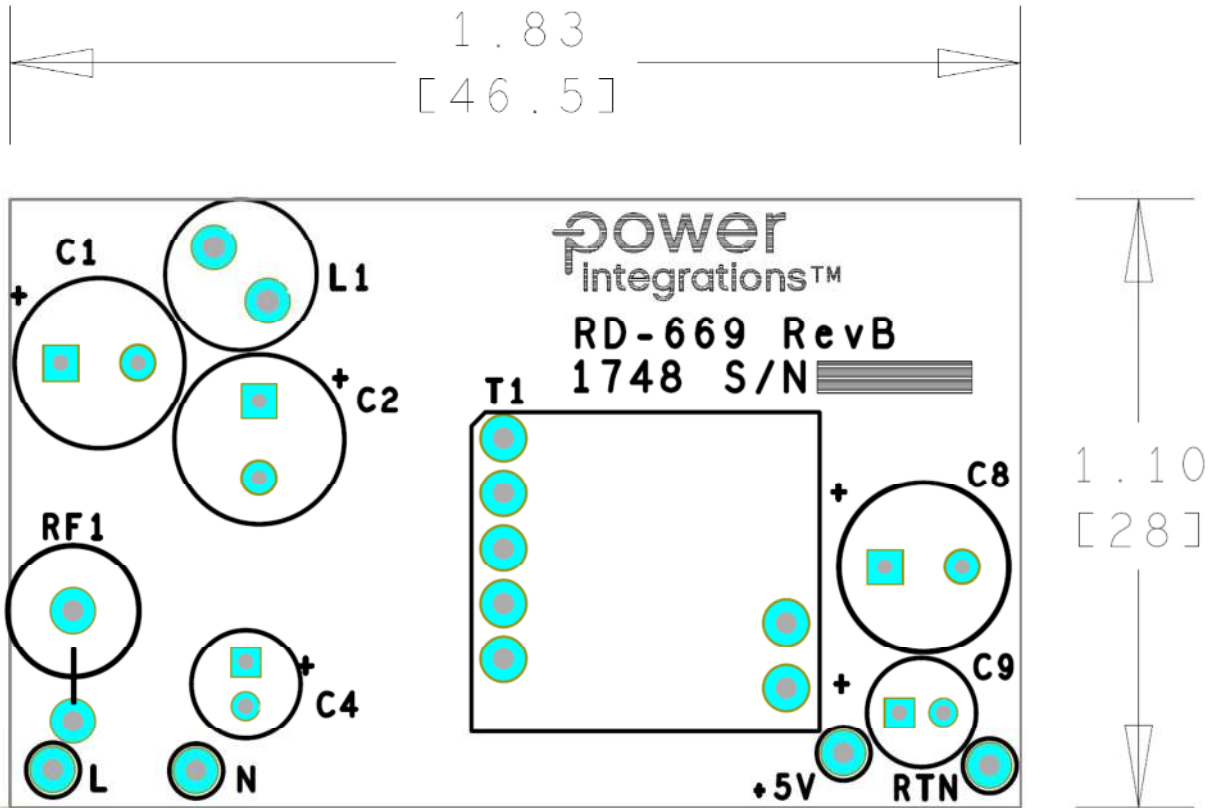 1.83
[46.5]
power
integrations™
C1
+
L1
RD-669 RevB
1748 S/N
+
C2
T1
1.10
[28]
C8
+
RF1
C9
+
+
C4
L
N
+5V
RTN